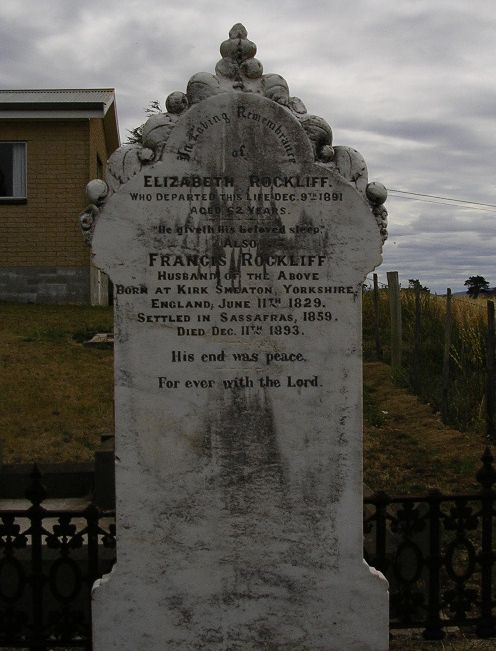 In Loving Remembrance
of
ELIZABETH ROCKLIFF.
WHO DEPARTED THIS LIFE DEC. 9TH 1891
AGED 62 YEARS.
"He giveth His beloved sleep."
ALSO
FRANCIS ROCKLIFF
HUSBAND OF THE ABOVE
BORN AT KIRK SMEATON, YORKSHIRE,
ENGLAND, JUNE 11TH 1829.
SETTLED IN SASSAFRAS, 1859.
DIED DEC. 11TH 1893.
His end was peace.
For ever with the Lord.